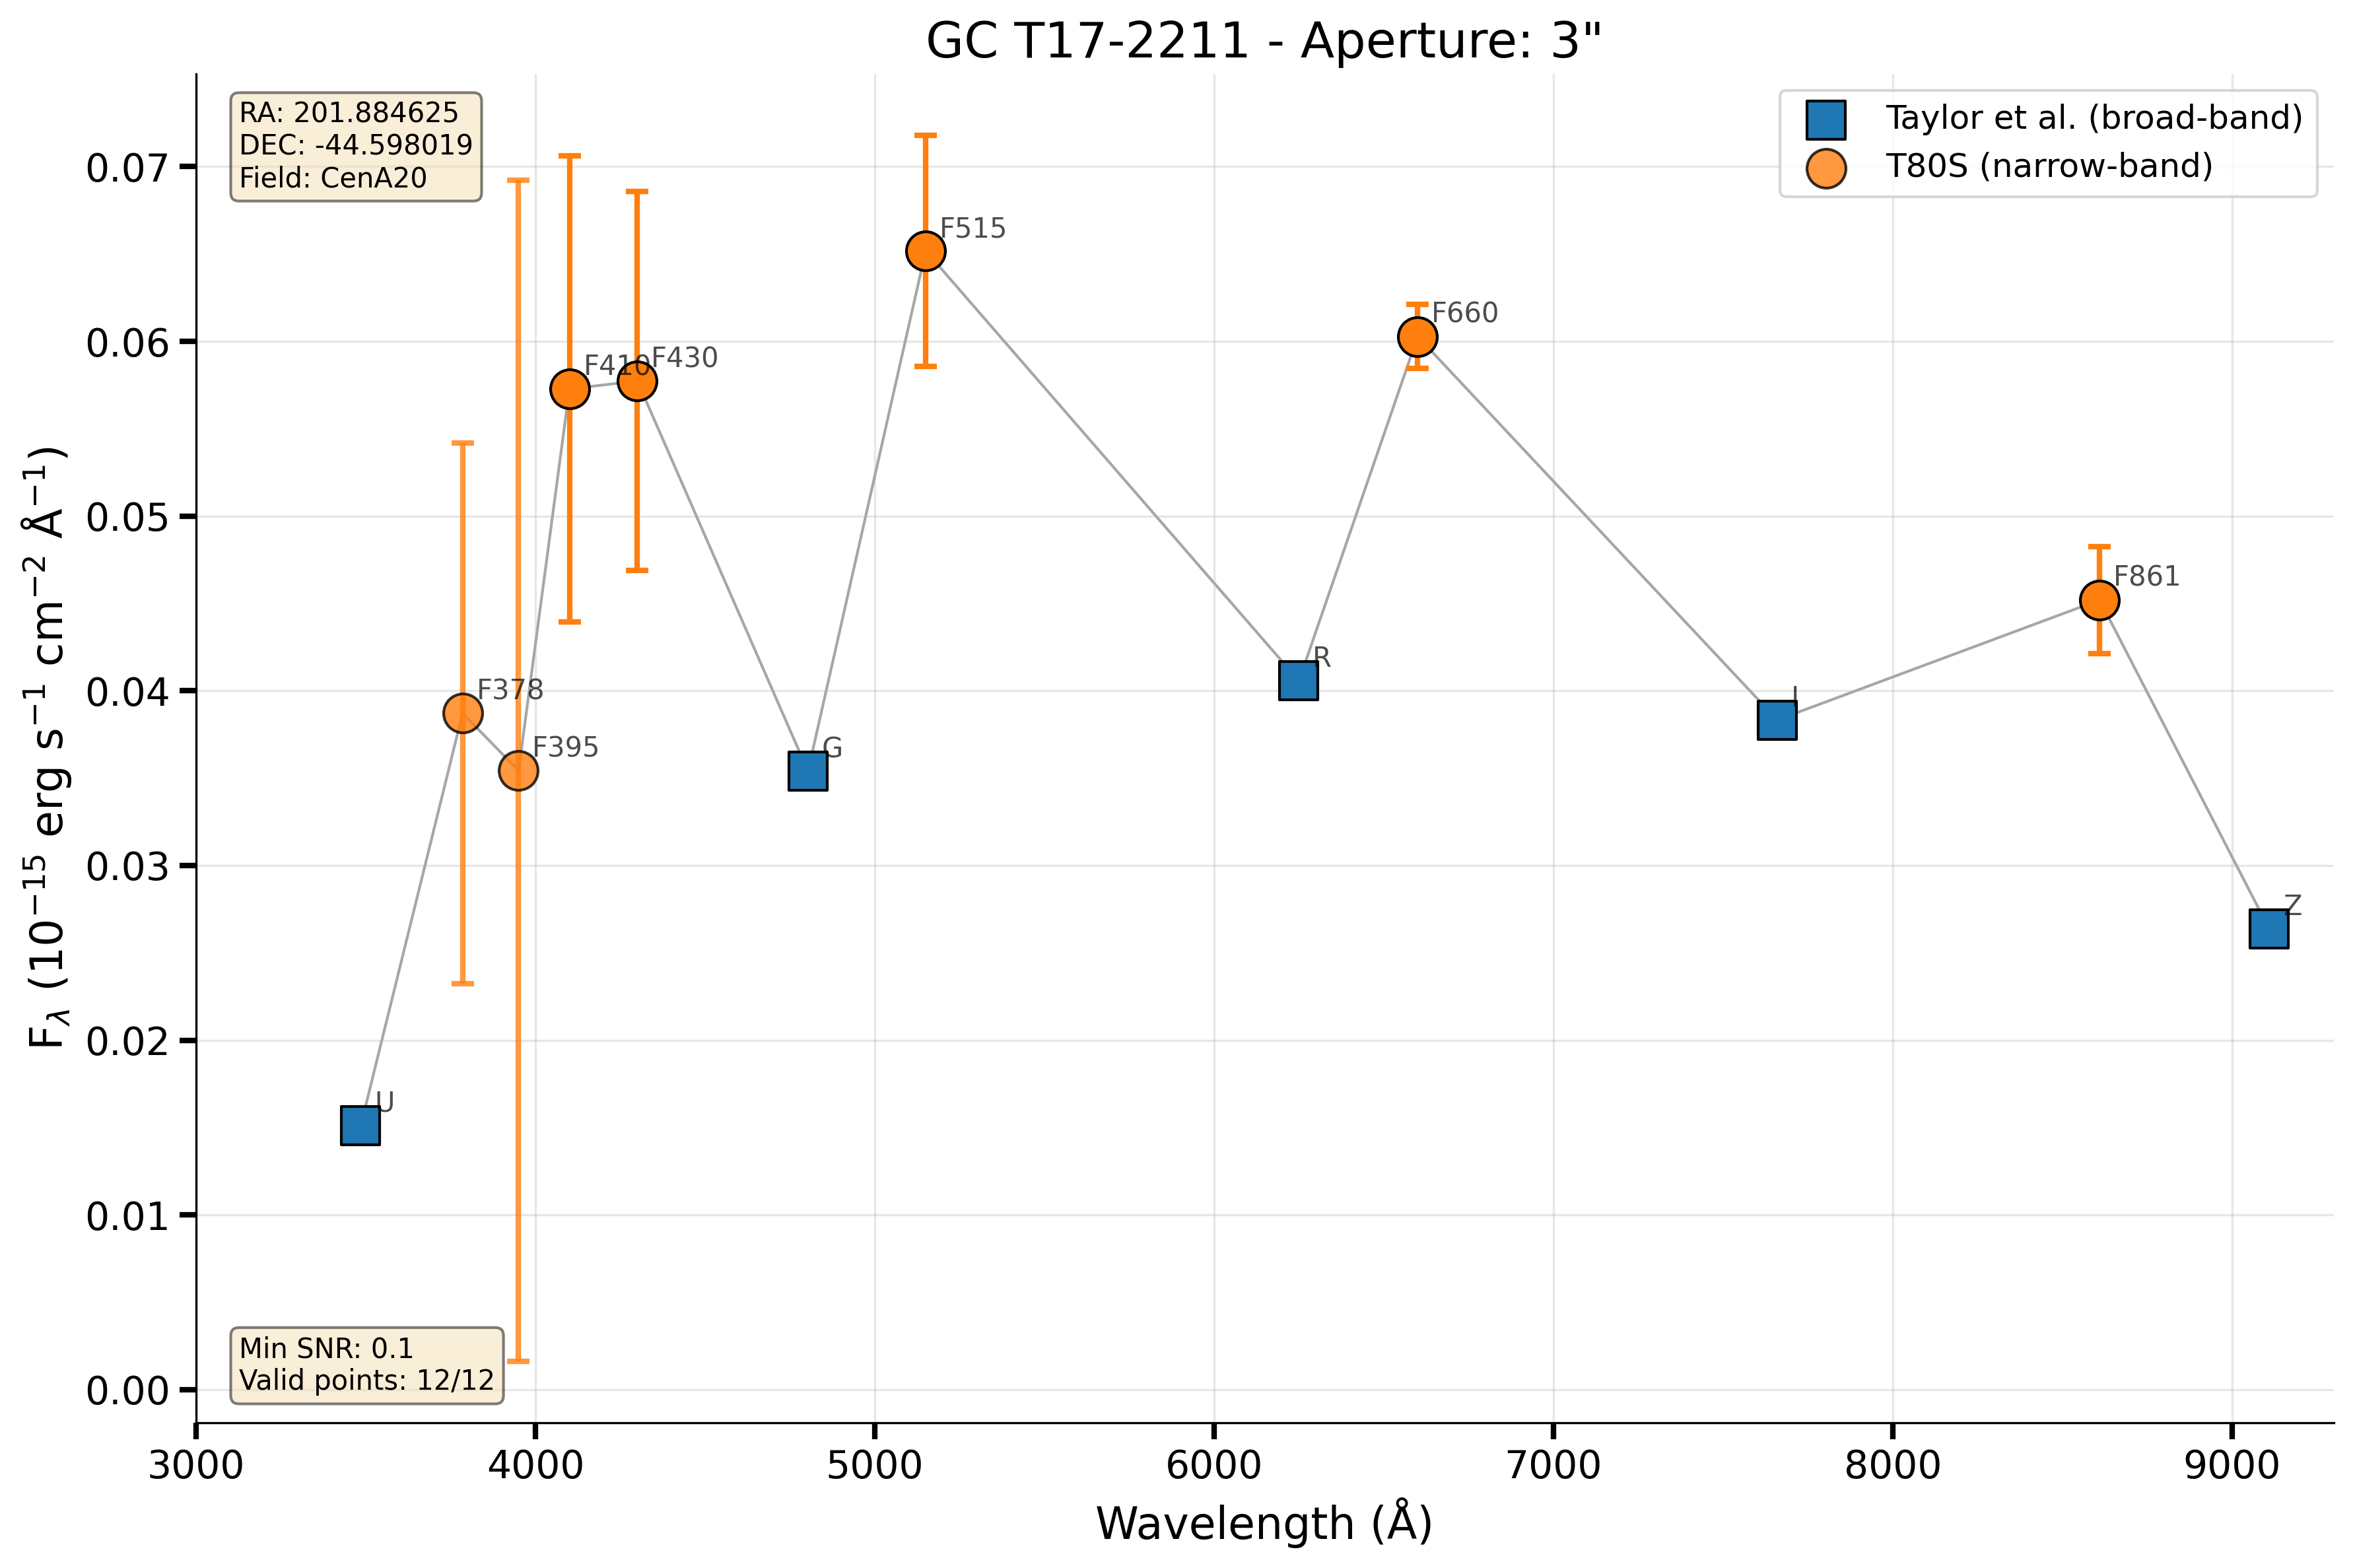 GC T17-2211 - Aperture: 3"
RA: 201.884625
DEC: -44.598019
Field: CenA20
Taylor et al. (broad-band)
T80S (narrow-band)
F_λ (10⁻¹⁵ erg s⁻¹ cm⁻² Å⁻¹)
0.07
0.06
0.05
0.04
0.03
0.02
0.01
0.00
U
F378
F395
F410
F430
G
F515
R
F660
I
F861
Z
Min SNR: 0.1
Valid points: 12/12
3000 4000 5000 6000 7000 8000 9000
Wavelength (Å)